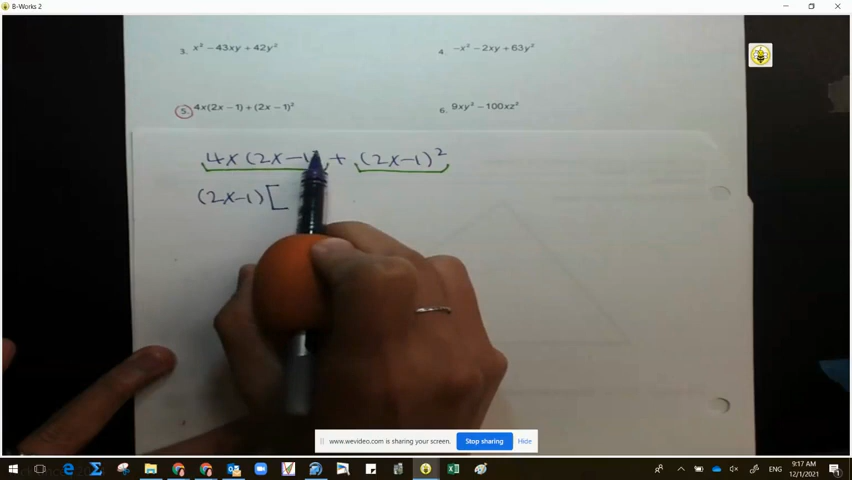 B-Works 2
3. x² − 43xy + 42y²
4. −x² − 2xy + 63y²
5. 4x(2x − 1) + (2x − 1)²
6. 9xy² − 100xz²
4x(2x−1) + (2x−1)²
(2x−1)[
www.wevideo.com is sharing your screen.
Stop sharing
Hide
ENG
9:17 AM
12/1/2021